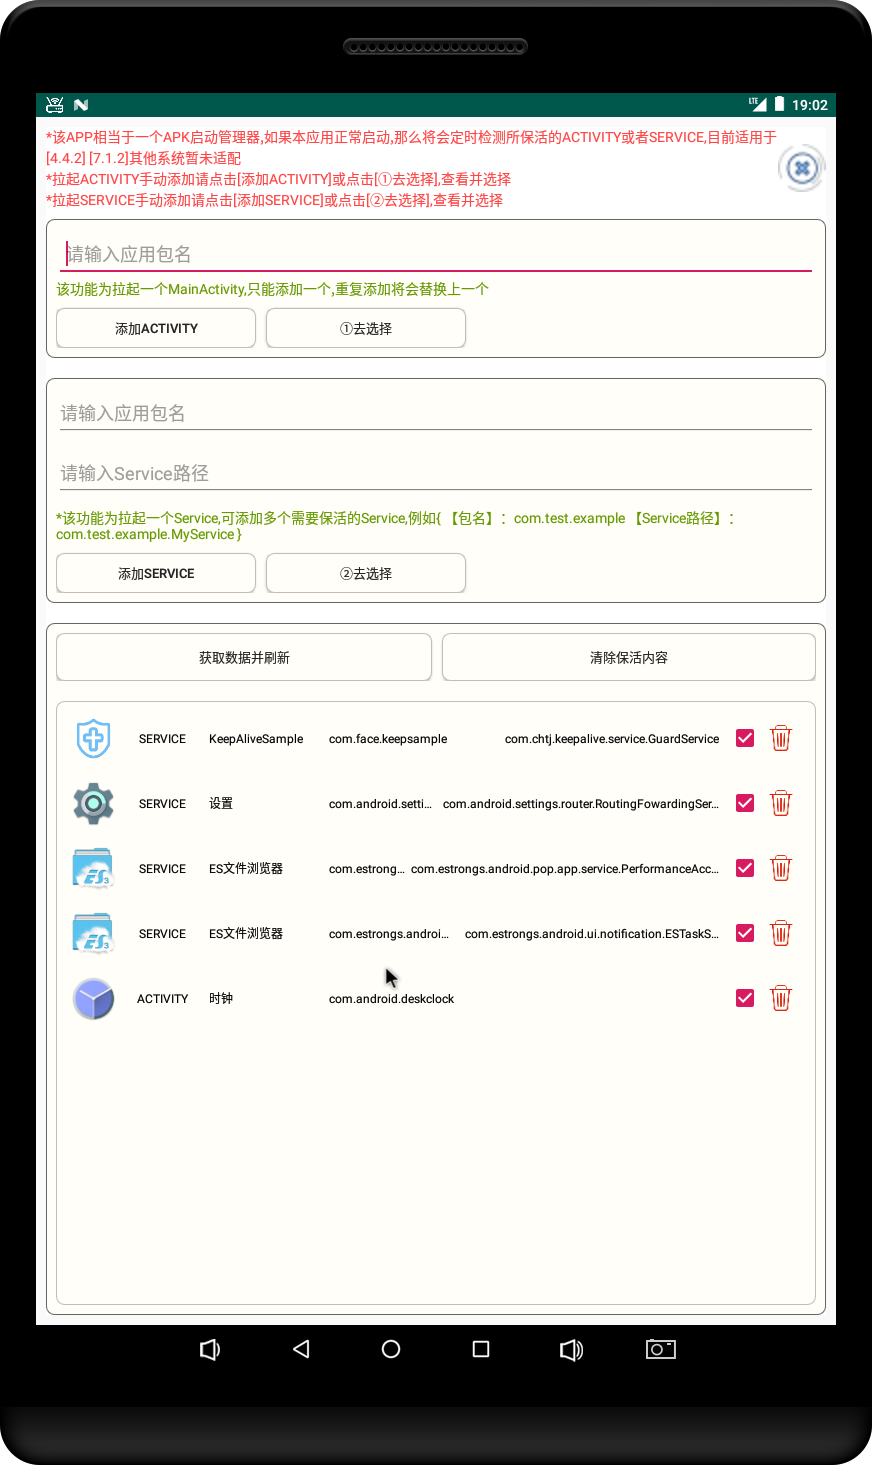 LTE 19:02
*该APP相当于一个APK启动管理器,如果本应用正常启动,那么将会定时检测所保活的ACTIVITY或者SERVICE,目前适用于
[4.4.2] [7.1.2]其他系统暂未适配
*拉起ACTIVITY手动添加请点击[添加ACTIVITY]或点击[①去选择],查看并选择
*拉起SERVICE手动添加请点击[添加SERVICE]或点击[②去选择],查看并选择
请输入应用包名
该功能为拉起一个MainActivity,只能添加一个,重复添加将会替换上一个
添加ACTIVITY ①去选择
请输入应用包名
请输入Service路径
*该功能为拉起一个Service,可添加多个需要保活的Service,例如{ 【包名】：com.test.example 【Service路径】：
com.test.example.MyService }
添加SERVICE ②去选择
获取数据并刷新 清除保活内容
SERVICE KeepAliveSample com.face.keepsample com.chtj.keepalive.service.GuardService
SERVICE 设置 com.android.setti... com.android.settings.router.RoutingFowardingSer...
SERVICE ES文件浏览器 com.estrong... com.estrongs.android.pop.app.service.PerformanceAcc...
SERVICE ES文件浏览器 com.estrongs.androi... com.estrongs.android.ui.notification.ESTaskS...
ACTIVITY 时钟 com.android.deskclock